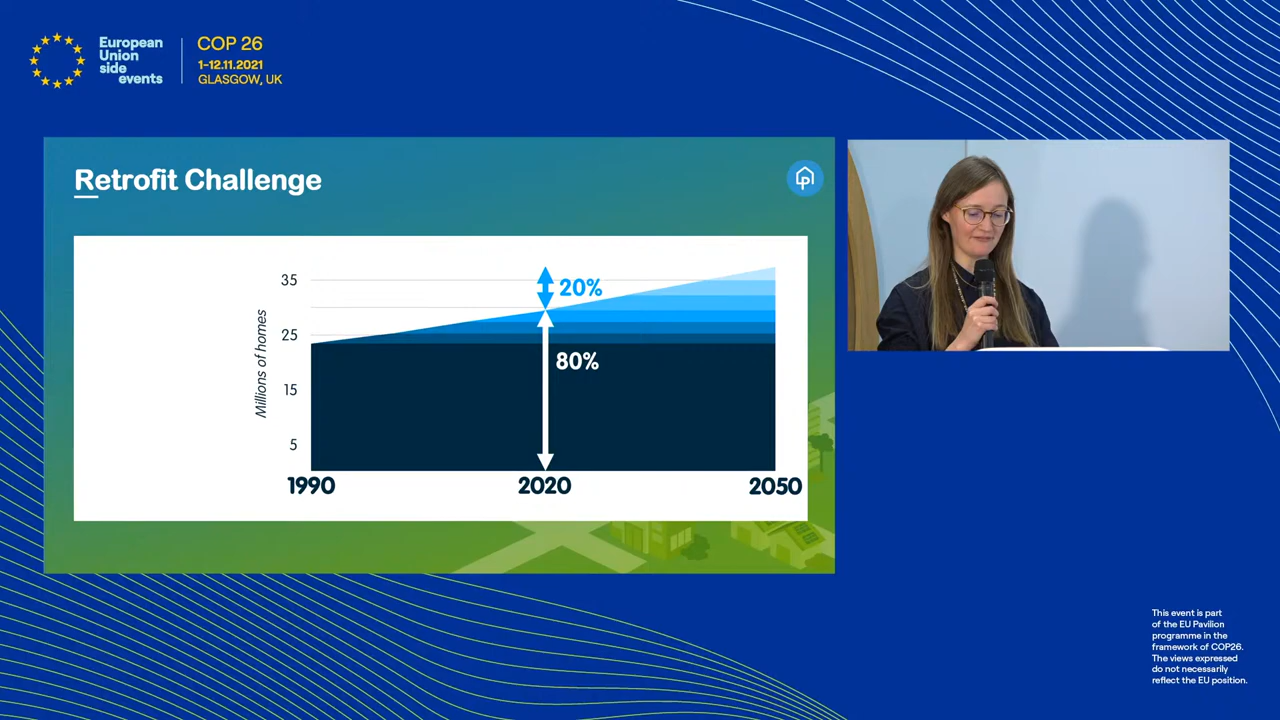 European
Union
side
events
COP 26
1-12.11.2021
GLASGOW, UK
Retrofit Challenge
Millions of homes
35
25
15
5
20%
80%
1990
2020
2050
This event is part
of the EU Pavilion
programme in the
framework of COP26.
The views expressed
do not necessarily
reflect the EU position.